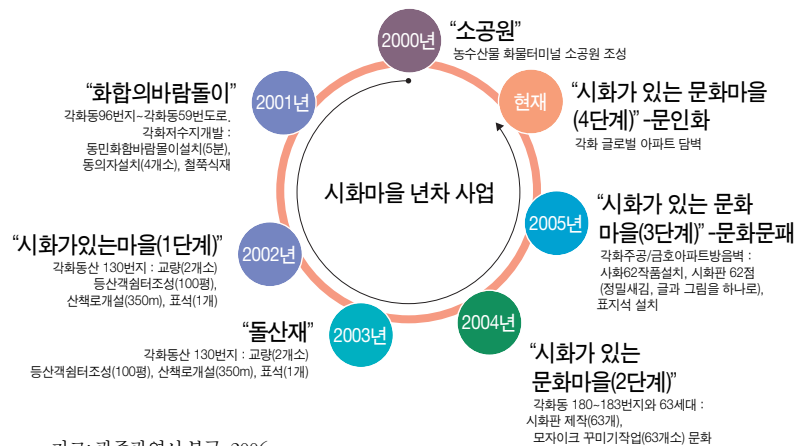 2000년
“소공원”
농수산물 화물터미널 소공원 조성
현재
“시화가 있는 문화마을
(4단계)” -문인화
각화 글로벌 아파트 담벽
2005년
“시화가 있는 문화
마을(3단계)” -문화문패
각화주공/금호아파트방음벽 :
사화62작품설치, 시화판 62점
(정밀새김, 글과 그림을 하나로),
표지석 설치
2004년
“시화가 있는
문화마을(2단계)”
각화동 180~183번지와 63세대 :
시화판 제작(63개),
모자이크 꾸미기작업(63개소) 문화
2003년
“돌산재”
각화동산 130번지 : 교량(2개소)
등산객쉼터조성(100평), 산책로개설(350m), 표석(1개)
2002년
“시화가있는마을(1단계)”
각화동산 130번지 : 교량(2개소)
등산객쉼터조성(100평),
산책로개설(350m), 표석(1개)
2001년
“화합의바람돌이”
각화동96번지~각화동59번도로,
각화저수지개발 :
동민화함바람몰이설치(5분),
동의자설치(4개소), 철쭉식재
시화마을 년차 사업